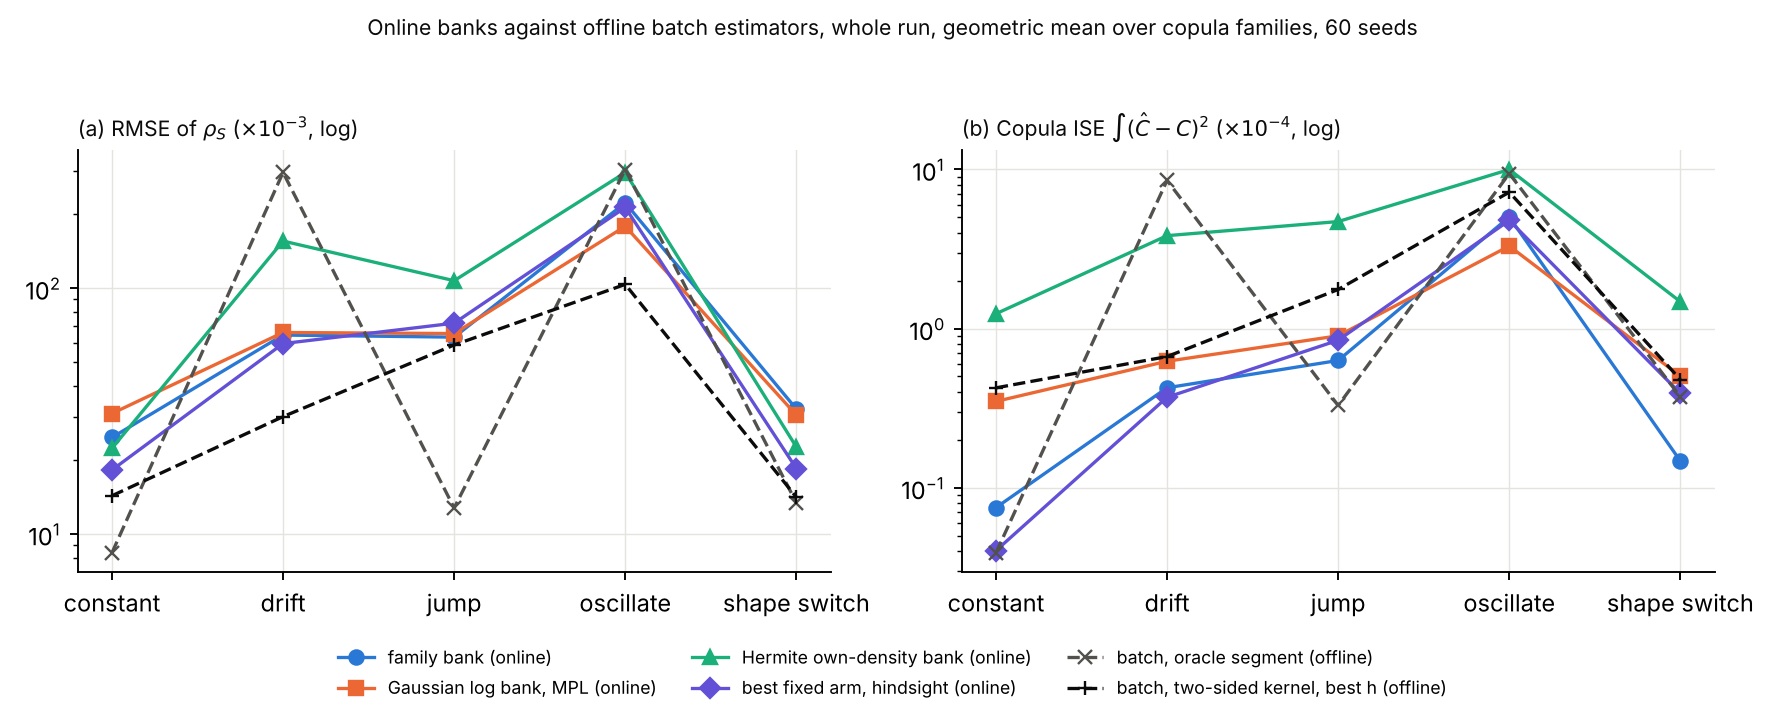 Online banks against offline batch estimators, whole run, geometric mean over copula families, 60 seeds
(a) RMSE of ρ_S (×10⁻³, log)
10²
10¹
constant drift jump oscillate shape switch
(b) Copula ISE ∫(Ĉ − C)² (×10⁻⁴, log)
10¹
10⁰
10⁻¹
constant drift jump oscillate shape switch
family bank (online)
Gaussian log bank, MPL (online)
Hermite own-density bank (online)
best fixed arm, hindsight (online)
batch, oracle segment (offline)
batch, two-sided kernel, best h (offline)